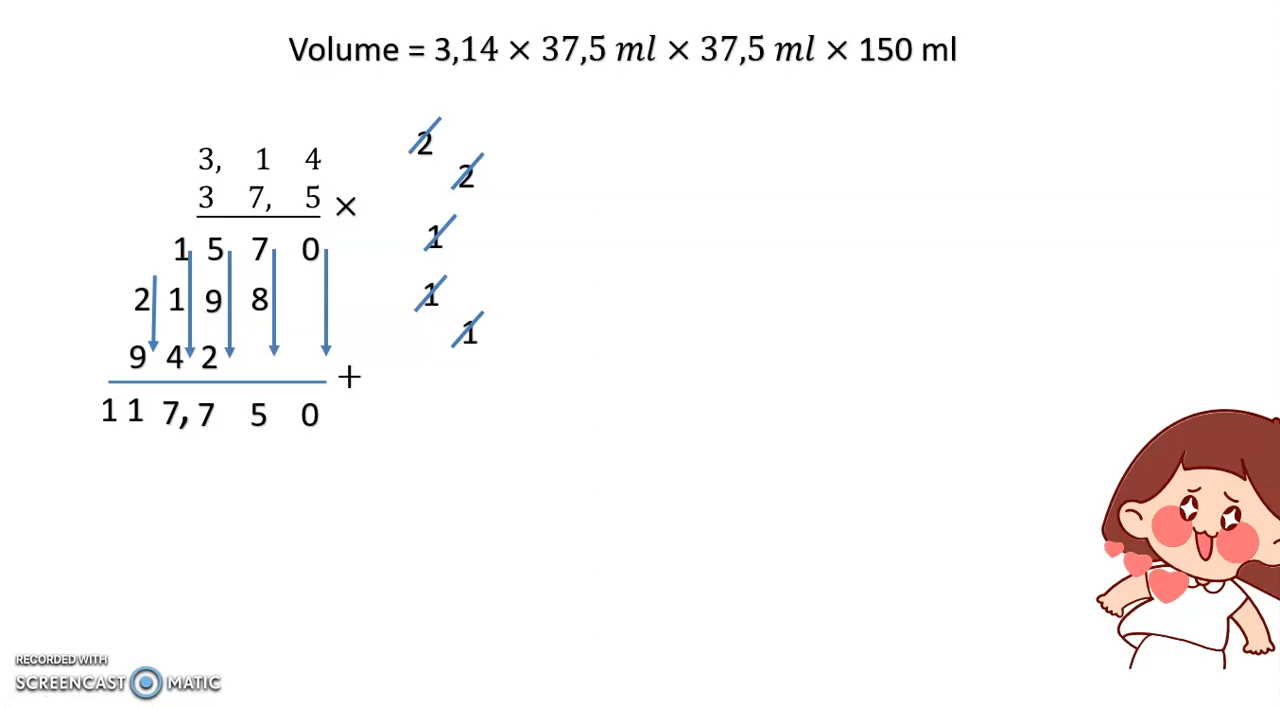 Volume = 3,14 × 37,5 ml × 37,5 ml × 150 ml
2
2
3, 1 4
3 7, 5 ×
1
1 5 7 0
2 1 9 8
1
1
9 4 2
+
1 1 7, 7 5 0
RECORDED WITH
SCREENCAST MATIC